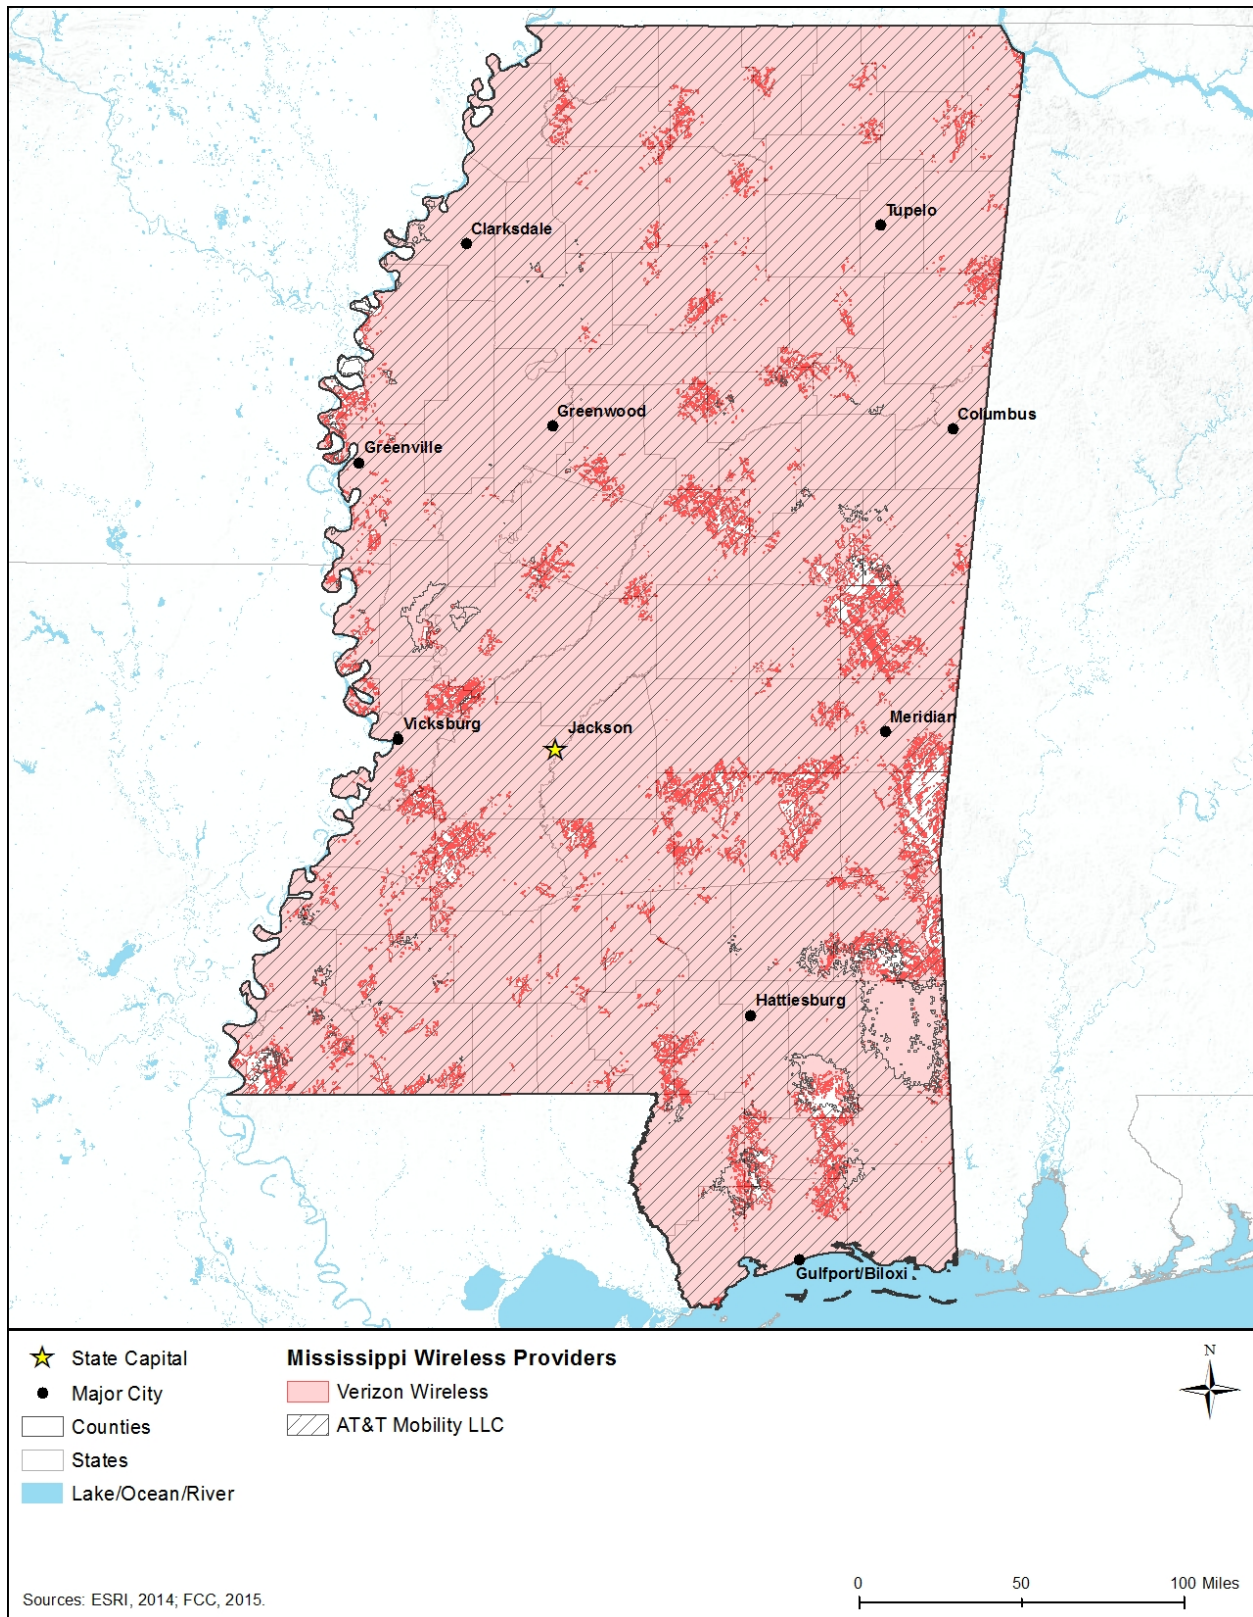 Clarksdale
Tupelo
Greenwood
Columbus
Greenville
Vicksburg
Jackson
Meridian
Hattiesburg
Gulfport/Biloxi
State Capital
Major City
Counties
States
Lake/Ocean/River
Mississippi Wireless Providers
Verizon Wireless
AT&T Mobility LLC
N
0 50 100 Miles
Sources: ESRI, 2014; FCC, 2015.